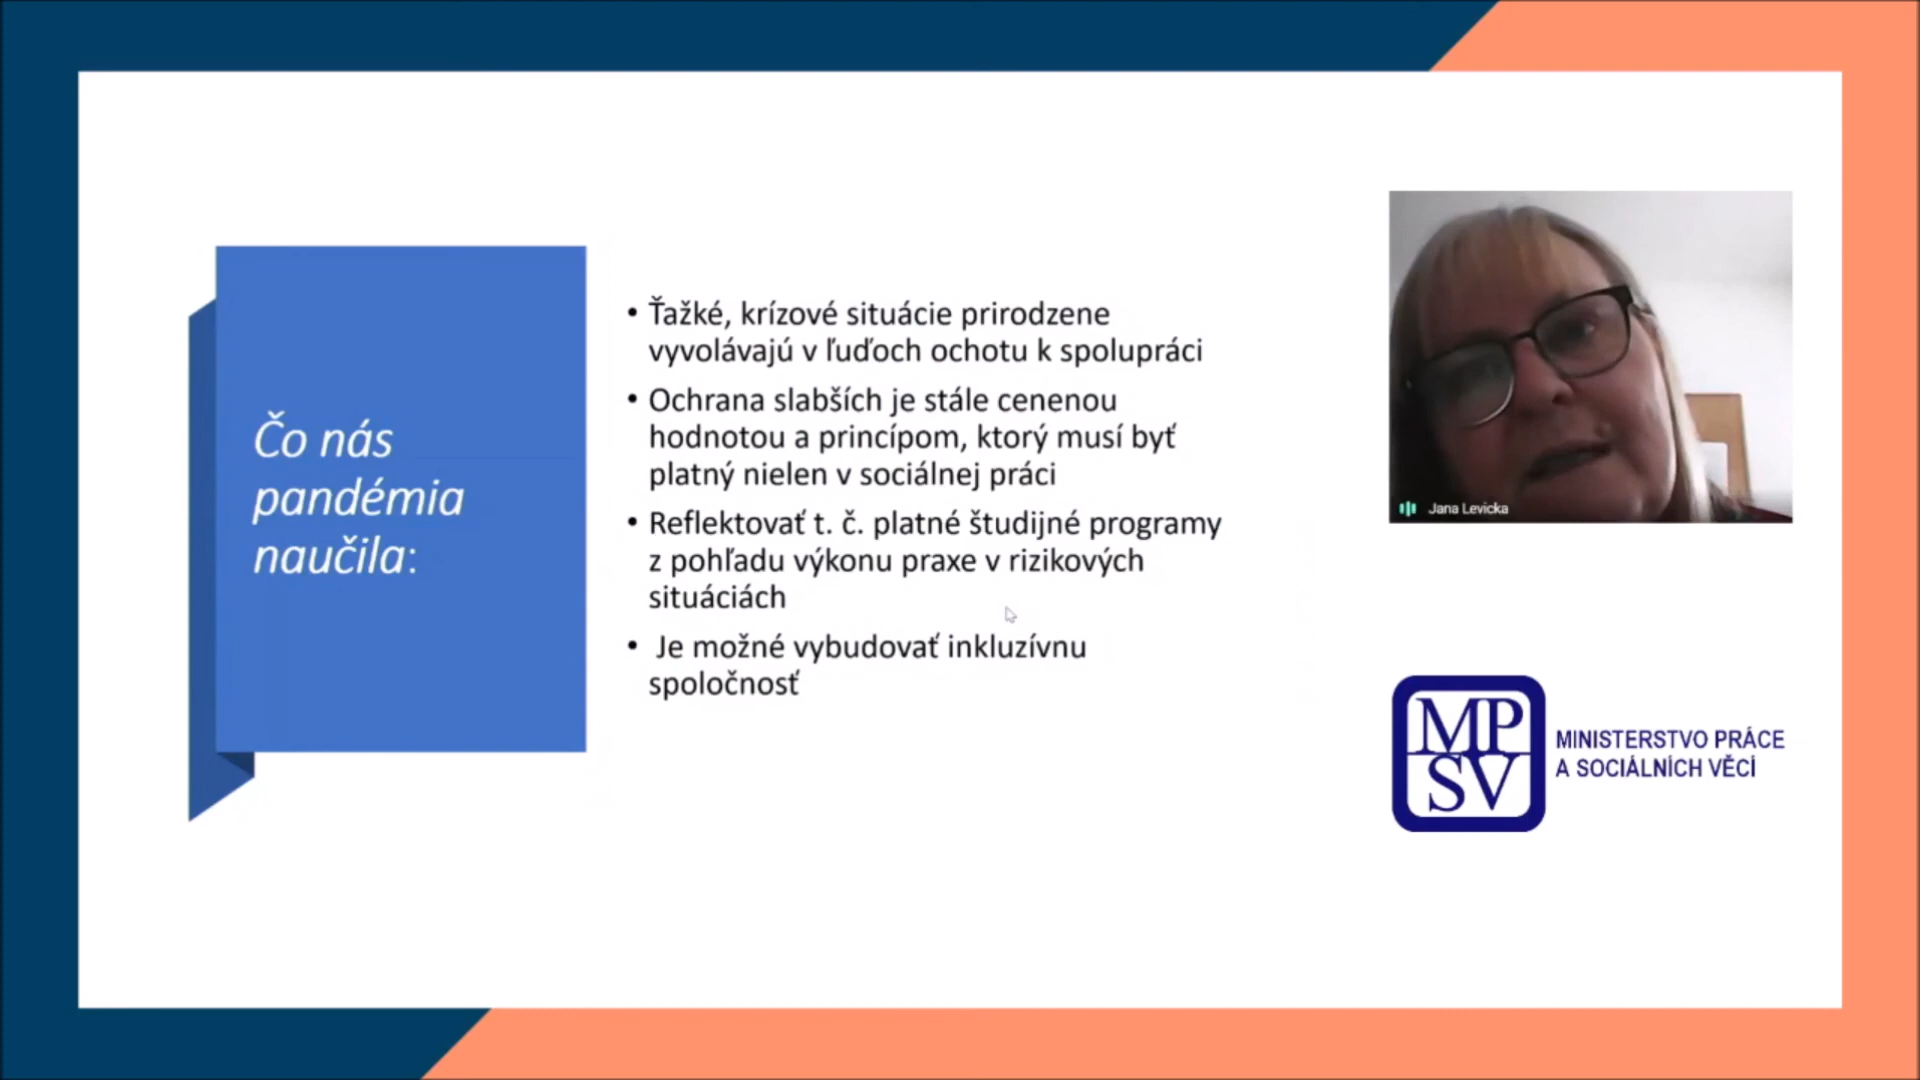 Čo nás
pandémia
naučila:
• Ťažké, krízové situácie prirodzene
vyvolávajú v ľuďoch ochotu k spolupráci
• Ochrana slabších je stále cenenou
hodnotou a princípom, ktorý musí byť
platný nielen v sociálnej práci
• Reflektovať t. č. platné študijné programy
z pohľadu výkonu praxe v rizikových
situáciách
• Je možné vybudovať inkluzívnu
spoločnosť
Jana Levicka
MP
SV
MINISTERSTVO PRÁCE
A SOCIÁLNÍCH VĚCÍ